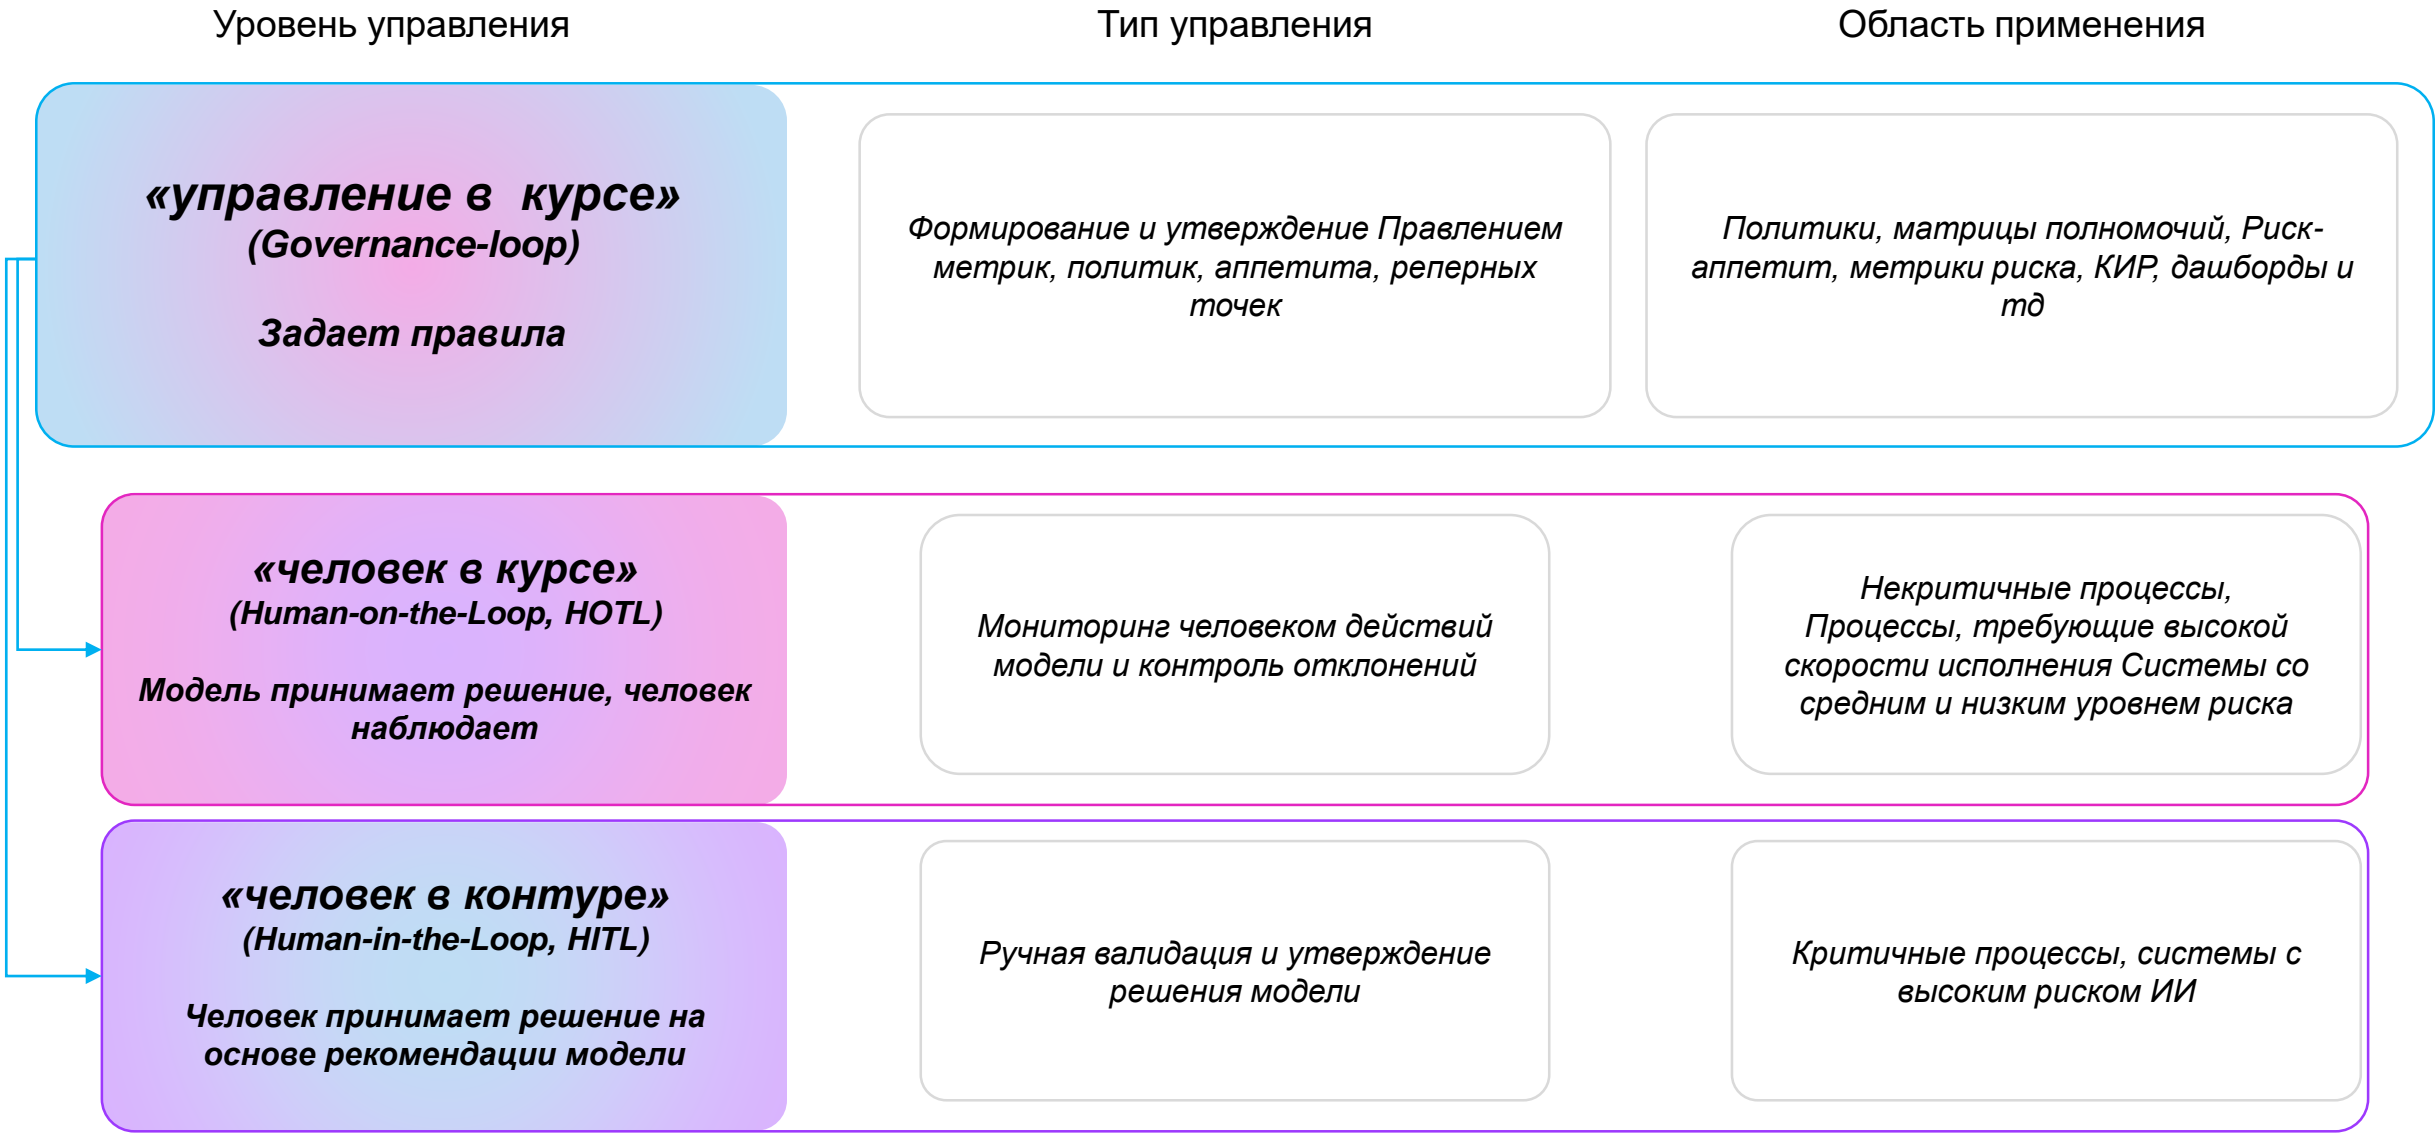 Уровень управления
Тип управления
Область применения
«управление в  курсе»
(Governance-loop)
Задает правила
Формирование и утверждение Правлением
метрик, политик, аппетита, реперных
точек
Политики, матрицы полномочий, Риск-
аппетит, метрики риска, КИР, дашборды и
тд
«человек в курсе»
(Human-on-the-Loop, HOTL)
Модель принимает решение, человек
наблюдает
Мониторинг человеком действий
модели и контроль отклонений
Некритичные процессы,
Процессы, требующие высокой
скорости исполнения Системы со
средним и низким уровнем риска
«человек в контуре»
(Human-in-the-Loop, HITL)
Человек принимает решение на
основе рекомендации модели
Ручная валидация и утверждение
решения модели
Критичные процессы, системы с
высоким риском ИИ